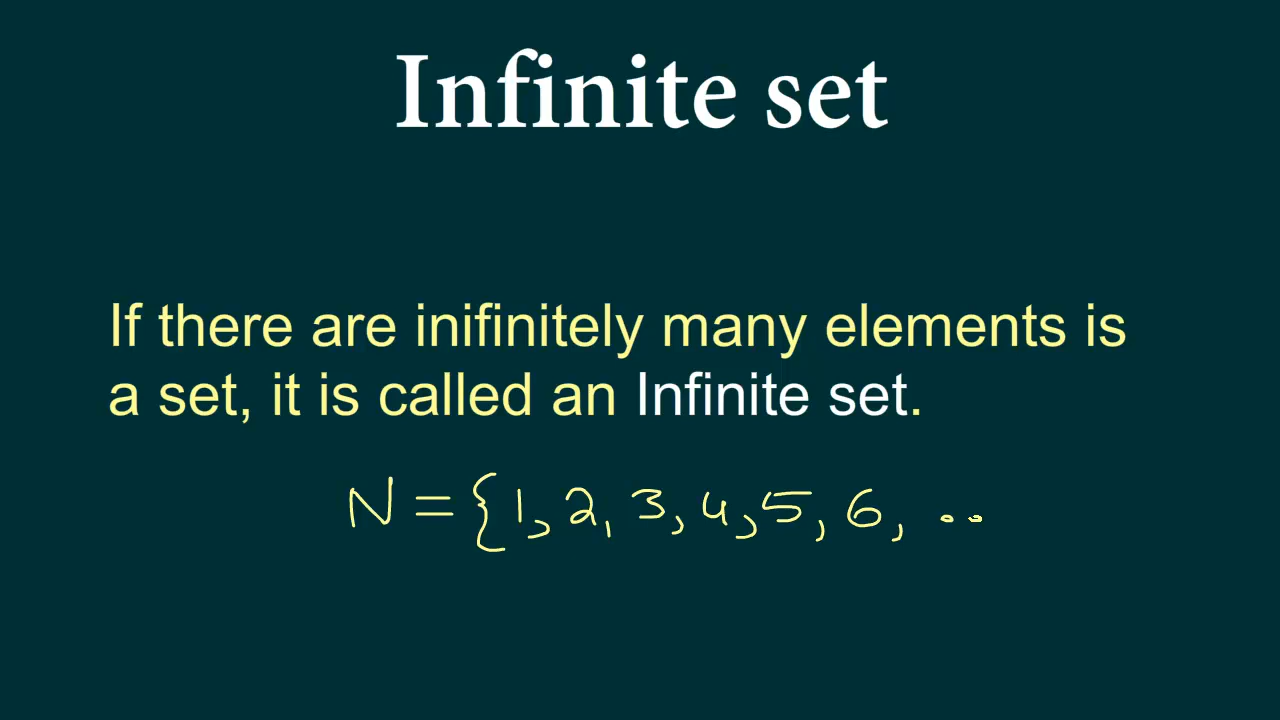 Infinite set
If there are inifinitely many elements is
a set, it is called an Infinite set.
N = { 1, 2, 3, 4, 5, 6, ..